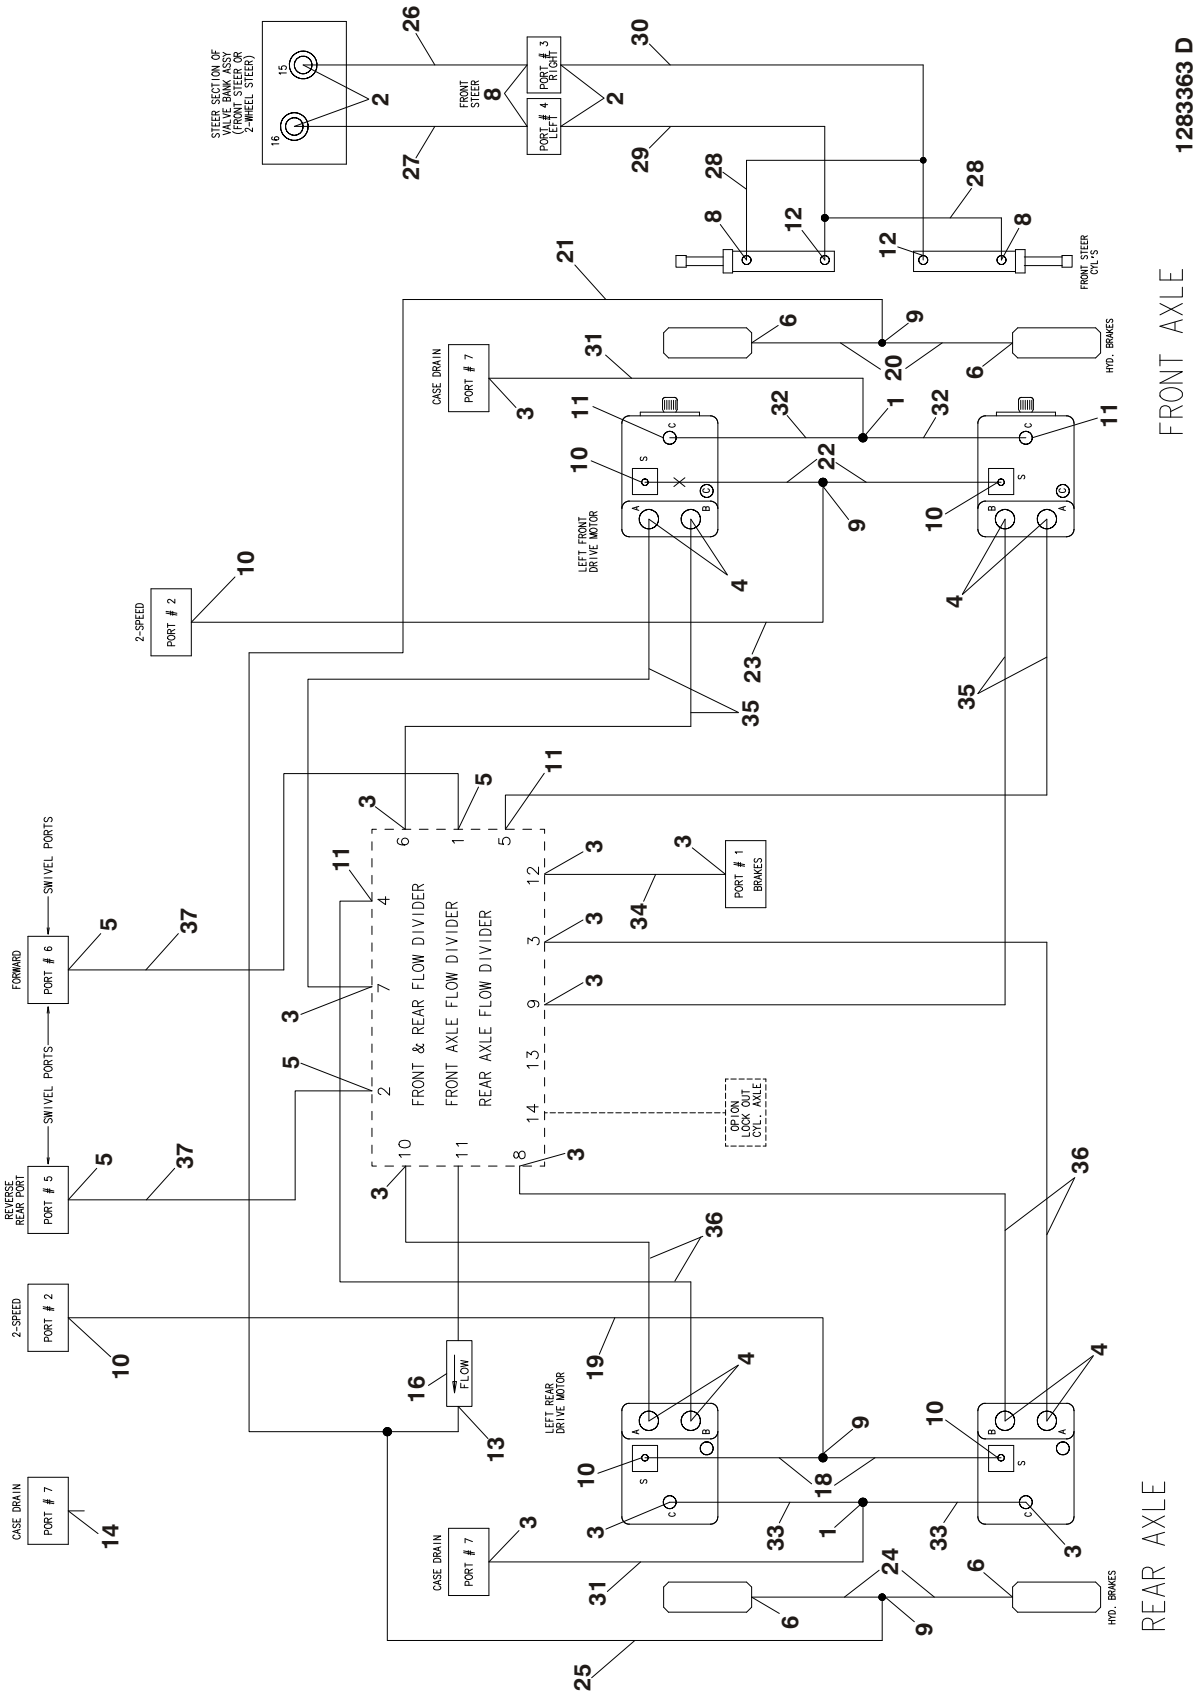 CASE DRAIN
PORT # 7
14
2-SPEED
PORT # 2
10
REVERSE
REAR PORT
PORT # 5
5
37
SWIVEL PORTS
FORWARD
PORT # 6
5
37
SWIVEL PORTS
2-SPEED
PORT # 2
10
STEER SECTION OF
VALVE BANK ASSY
(FRONT STEER OR
2-WHEEL STEER)
16
15
2
27
26
FRONT
STEER
8
PORT # 4
LEFT
PORT # 3
RIGHT
2
29
30
28
28
8
12
12
8
FRONT STEER
CYL'S
21
CASE DRAIN
PORT # 7
3
31
6
9
20
6
HYD. BRAKES
LEFT FRONT
DRIVE MOTOR
10
11
A
B
S
C
C
4
35
23
9
22
32
1
32
10
11
B
A
S
C
C
4
35
3
10
11
8
3
5
2
3
7
11
4
3
6
5
1
11
5
FRONT & REAR FLOW DIVIDER
FRONT AXLE FLOW DIVIDER
REAR AXLE FLOW DIVIDER
14
13
9
3
3
3
12
3
34
3
PORT # 1
BRAKES
OPION
LOCK OUT
CYL. AXLE
16
FLOW
13
19
36
36
LEFT REAR
DRIVE MOTOR
10
3
A
B
S
C
4
18
9
33
1
33
10
3
B
A
S
C
4
CASE DRAIN
PORT # 7
3
31
25
6
24
9
6
HYD. BRAKES
REAR AXLE
FRONT AXLE
1283363 D